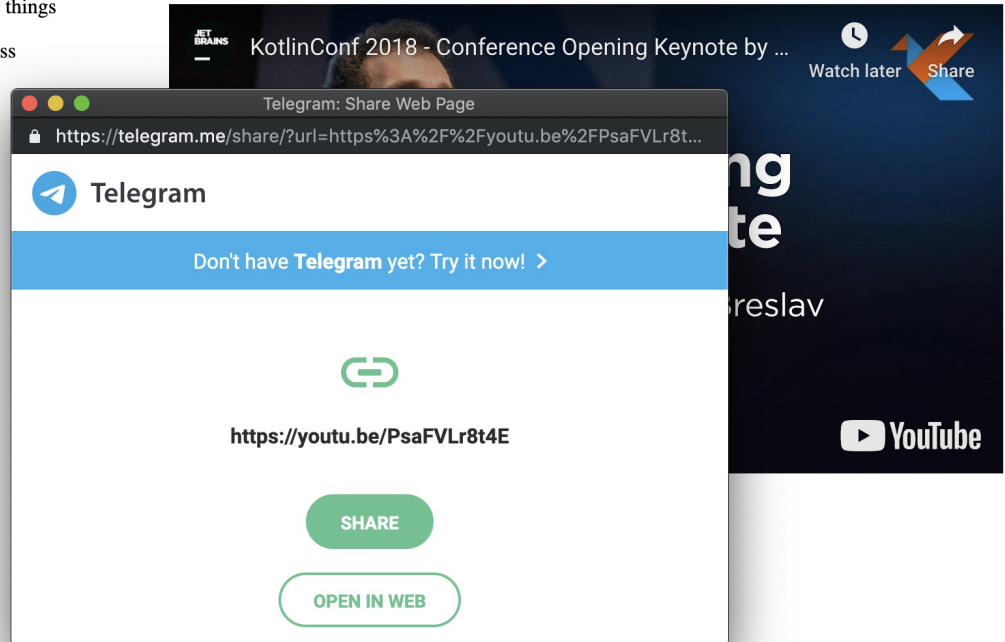 things
ss
JET
BRAINS
KotlinConf 2018 - Conference Opening Keynote by ...
Watch later
Share
Telegram: Share Web Page
https://telegram.me/share/?url=https%3A%2F%2Fyoutu.be%2FPsaFVLr8t...
Telegram
Don't have Telegram yet? Try it now!
ng
te
reslav
https://youtu.be/PsaFVLr8t4E
YouTube
SHARE
OPEN IN WEB